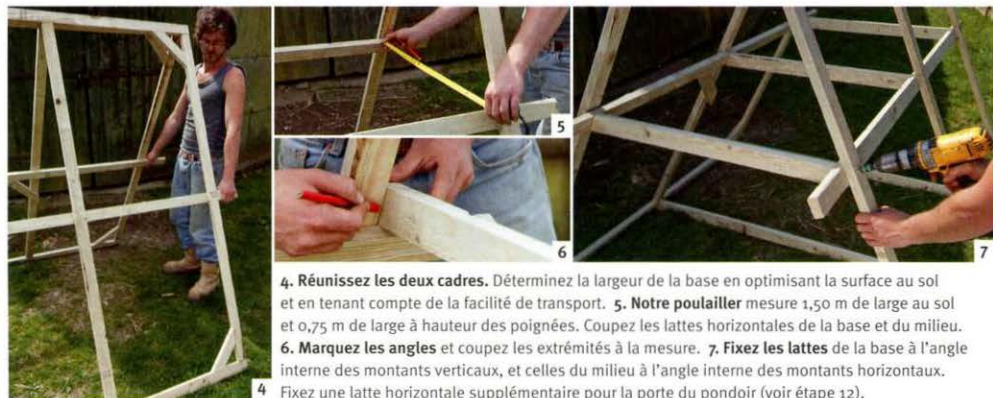 5
6
7
4. Réunissez les deux cadres. Déterminez la largeur de la base en optimisant la surface au sol
et en tenant compte de la facilité de transport. 5. Notre poulailler mesure 1,50 m de large au sol
et 0,75 m de large à hauteur des poignées. Coupez les lattes horizontales de la base et du milieu.
6. Marquez les angles et coupez les extrémités à la mesure. 7. Fixez les lattes de la base à l'angle
interne des montants verticaux, et celles du milieu à l'angle interne des montants horizontaux.
4 Fixez une latte horizontale supplémentaire pour la porte du pondoir (voir étape 12).